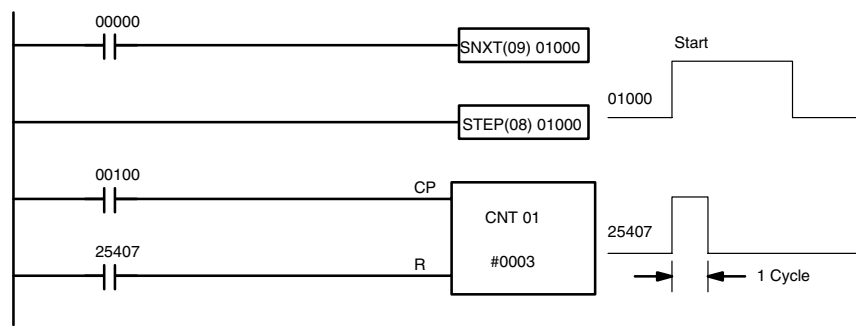 00000
SNXT(09) 01000
Start
01000
STEP(08) 01000
00100
CP
CNT 01
25407
25407
R
#0003
1 Cycle